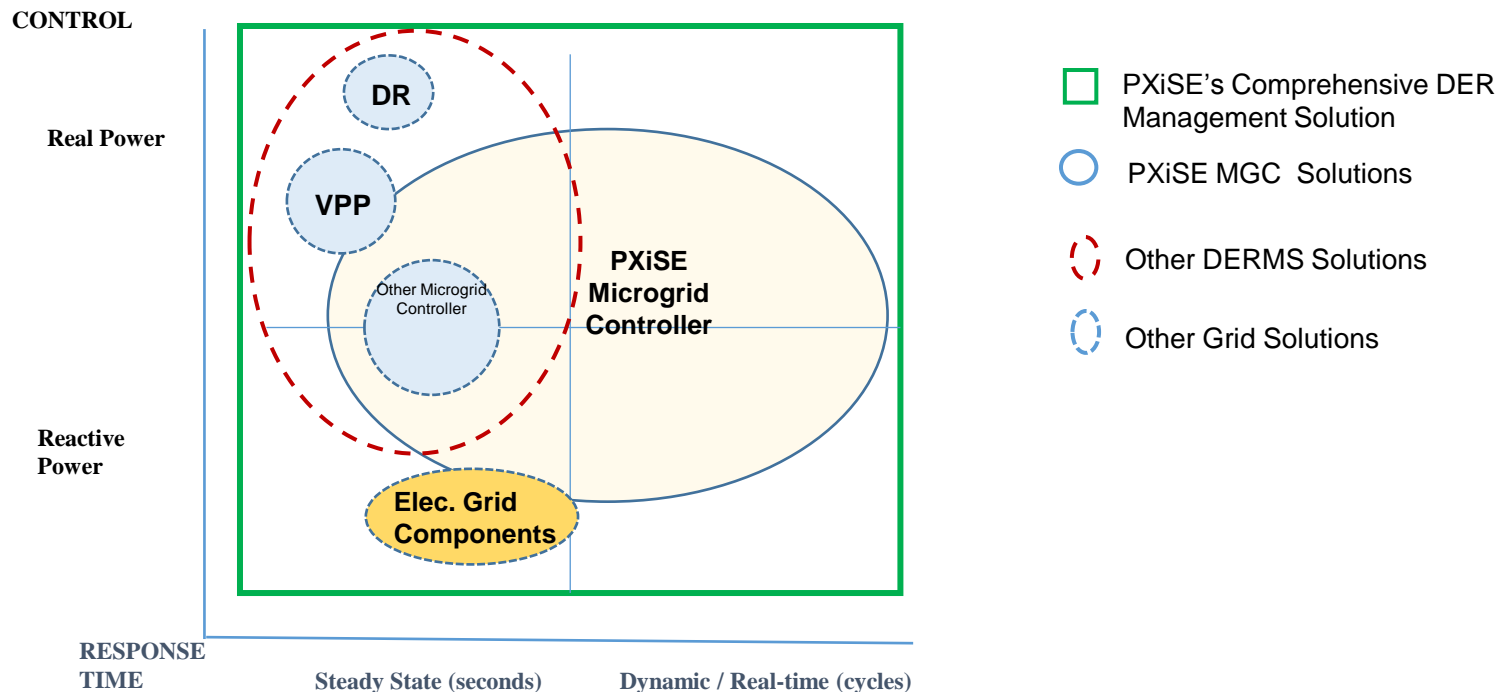 CONTROL
DR
PXiSE's Comprehensive DER
Management Solution
Real Power
PXiSE MGC Solutions
VPP
PXiSE
Microgrid
Controller
Other DERMS Solutions
Other Microgrid
Controller
Other Grid Solutions
Reactive
Power
Elec. Grid
Components
RESPONSE
TIME
Steady State (seconds)
Dynamic / Real-time (cycles)